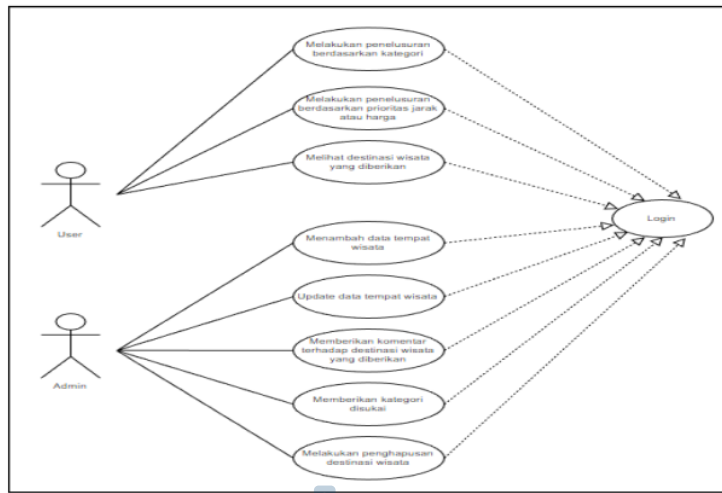 Melakukan penelusuran
berdasarkan kategori
Melakukan penelusuran
berdasarkan prioritas jarak
atau harga
Melihat destinasi wisata
yang diberikan
Login
User
Menambah data tempat
wisata
Update data tempat wisata
Memberikan komentar
terhadap destinasi wisata
yang diberikan
Admin
Memberikan kategori
disukai
Melakukan penghapusan
destinasi wisata